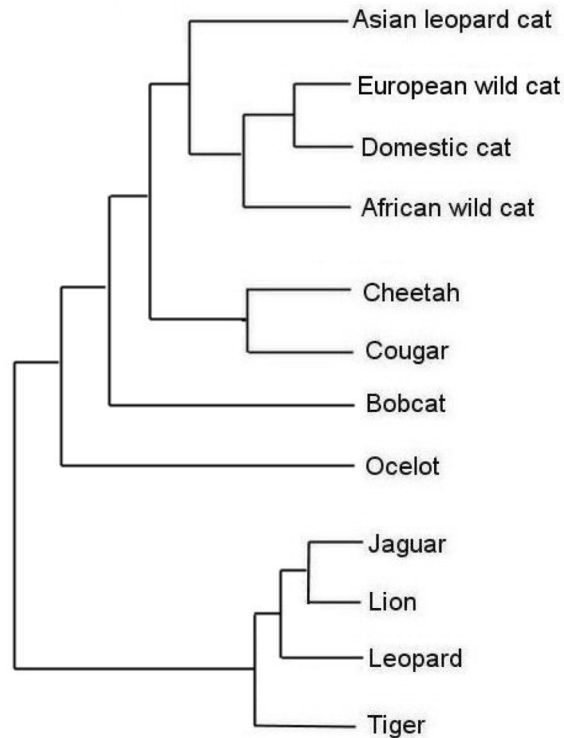 Asian leopard cat
European wild cat
Domestic cat
African wild cat
Cheetah
Cougar
Bobcat
Ocelot
Jaguar
Lion
Leopard
Tiger